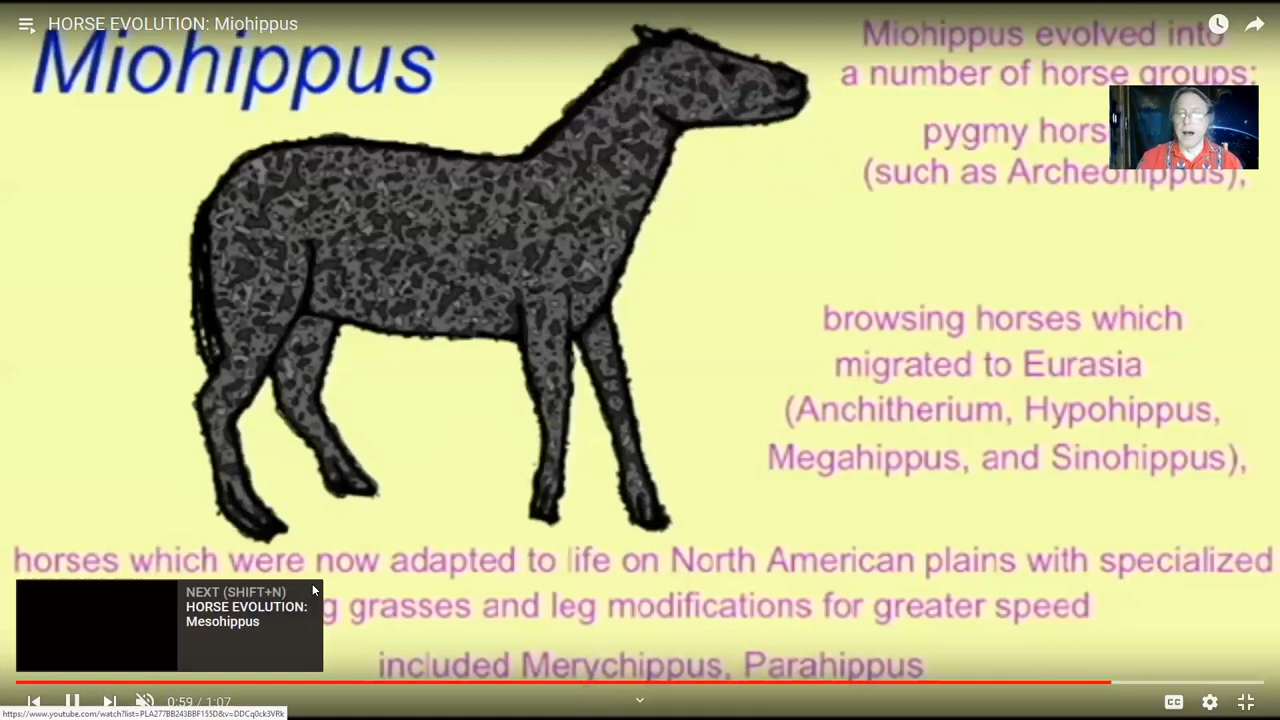 HORSE EVOLUTION: Miohippus
Miohippus
Miohippus evolved into
a number of horse groups:
pygmy hors
(such as Archeohippus),
browsing horses which
migrated to Eurasia
(Anchitherium, Hypohippus,
Megahippus, and Sinohippus),
horses which were now adapted to life on North American plains with specialized
g grasses and leg modifications for greater speed
included Merychippus, Parahippus
NEXT (SHIFT+N)
HORSE EVOLUTION:
Mesohippus
0:59 / 1:07
CC